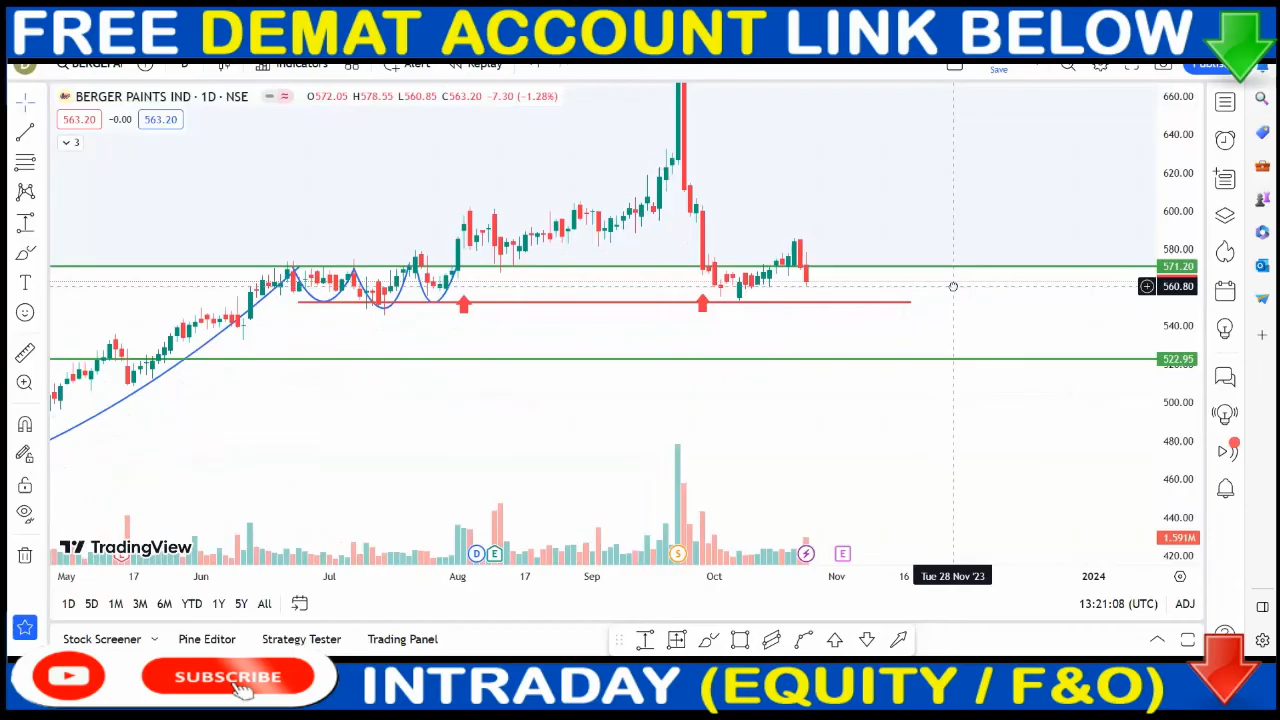 FREE DEMAT ACCOUNT LINK BELOW
Indicators Alert Replay
Save
BERGER PAINTS IND · 1D · NSE O572.05 H578.55 L560.85 C563.20 -7.30 (-1.28%)
563.20 -0.00 563.20
3
660.00
640.00
620.00
600.00
580.00
571.20
560.80
540.00
522.95
500.00
480.00
460.00
440.00
1.591M
420.00
TradingView
D E S E
May 17 Jun Jul Aug 17 Sep Oct Nov 16 Tue 28 Nov '23 2024
1D 5D 1M 3M 6M YTD 1Y 5Y All 13:21:08 (UTC) ADJ
Stock Screener Pine Editor Strategy Tester Trading Panel
SUBSCRIBE
INTRADAY (EQUITY / F&O)